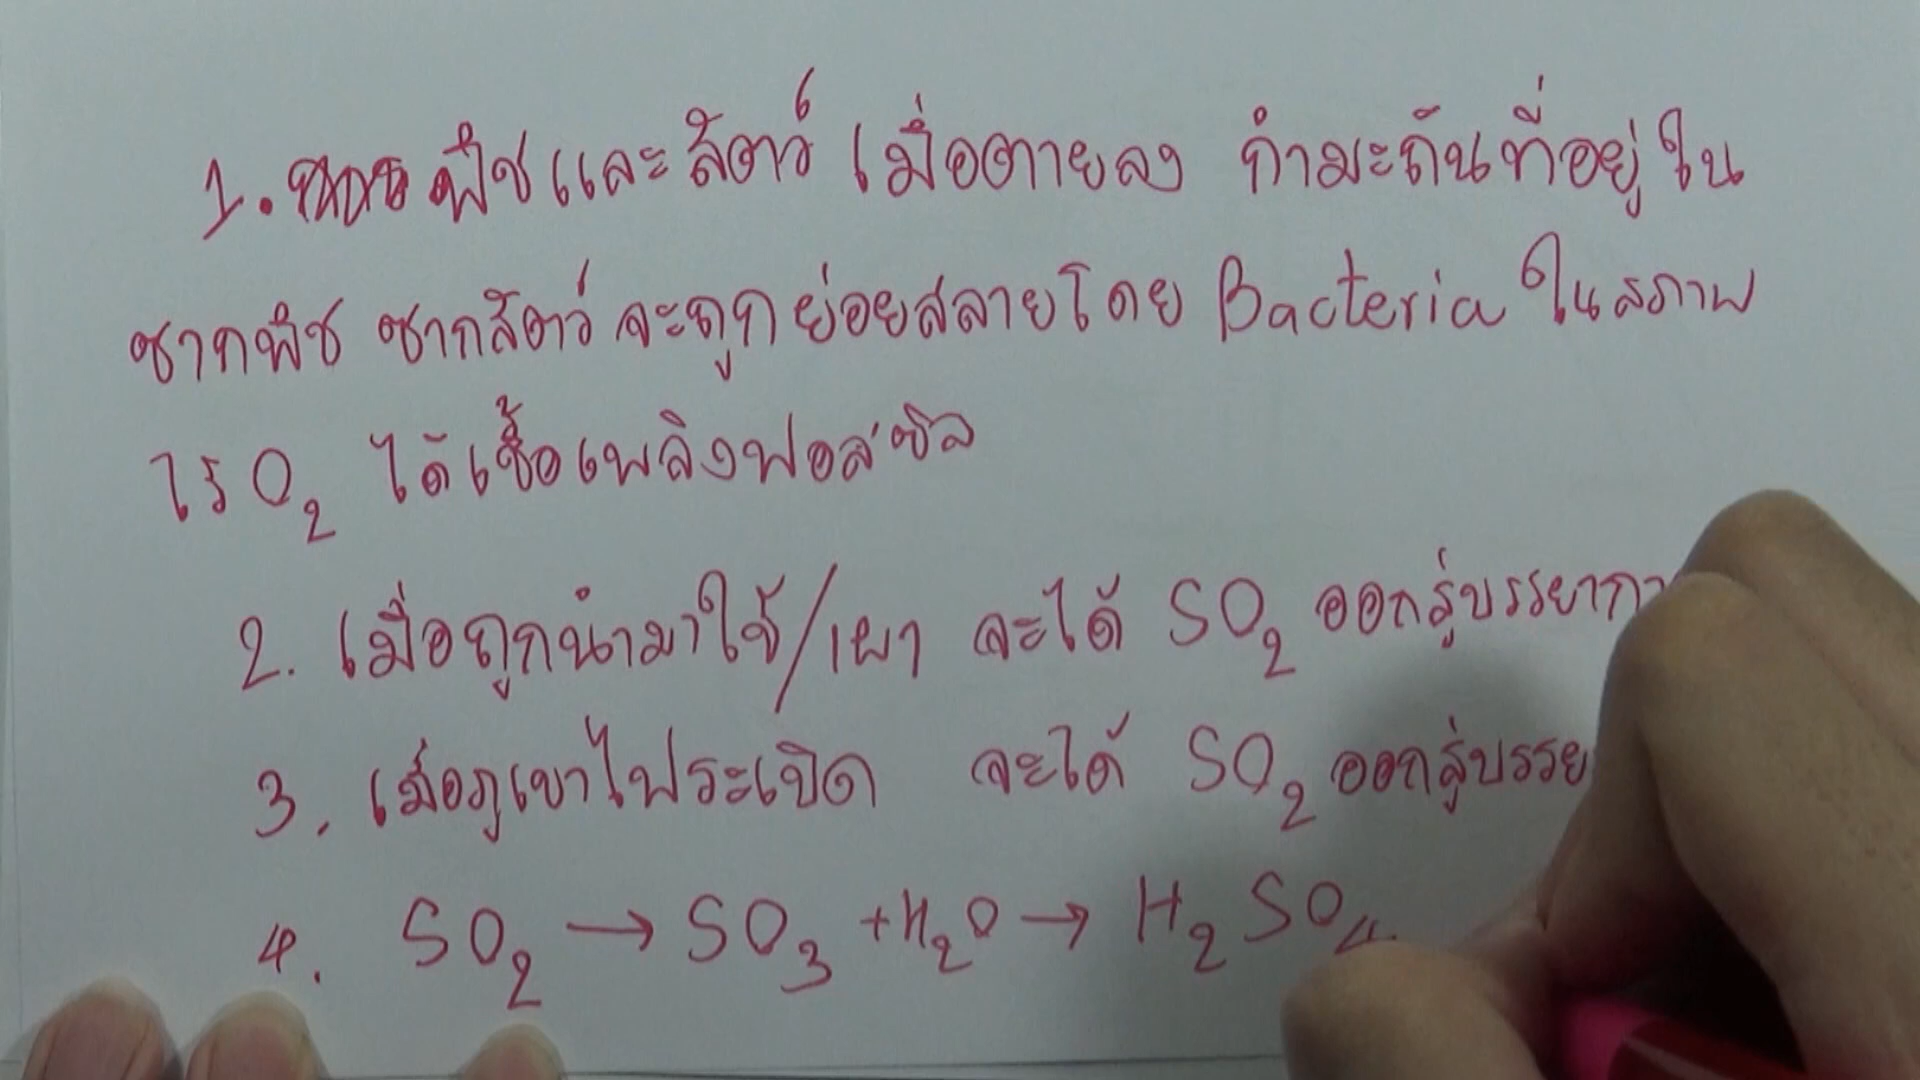 1. พืชและสัตว์ เมื่อตายลง กำมะถันที่อยู่ใน
ซากพืช ซากสัตว์ จะถูกย่อยสลายโดย Bacteria ในสภาพ
ไร้ O₂ ได้เชื้อเพลิงฟอสซิล
2. เมื่อถูกนำมาใช้/เผา จะได้ SO₂ ออกสู่บรรยากา
3. เมื่อภูเขาไฟระเบิด จะได้ SO₂ ออกสู่บรรย
4. SO₂ → SO₃ + H₂O → H₂SO₄